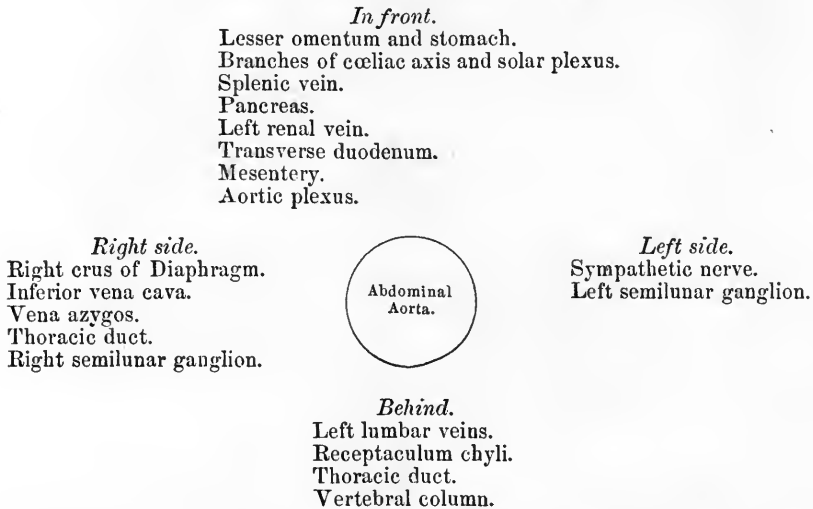 In front.
Lesser omentum and stomach.
Branches of cœliac axis and solar plexus.
Splenic vein.
Pancreas.
Left renal vein.
Transverse duodenum.
Mesentery.
Aortic plexus.
Right side.
Right crus of Diaphragm.
Inferior vena cava.
Vena azygos.
Thoracic duct.
Right semilunar ganglion.
Abdominal
Aorta.
Left side.
Sympathetic nerve.
Left semilunar ganglion.
Behind.
Left lumbar veins.
Receptaculum chyli.
Thoracic duct.
Vertebral column.